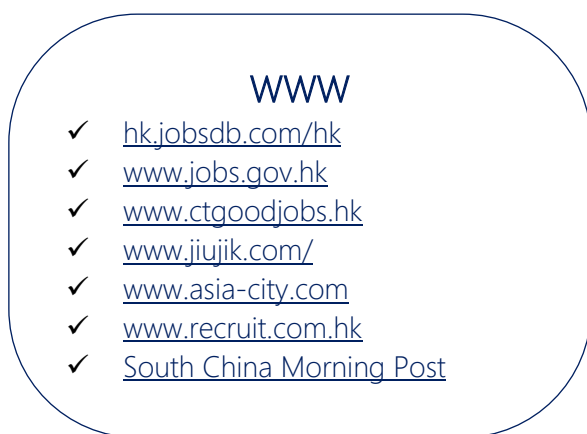 WWW
✓ hk.jobsdb.com/hk
✓ www.jobs.gov.hk
✓ www.ctgoodjobs.hk
✓ www.jiujik.com/
✓ www.asia-city.com
✓ www.recruit.com.hk
✓ South China Morning Post